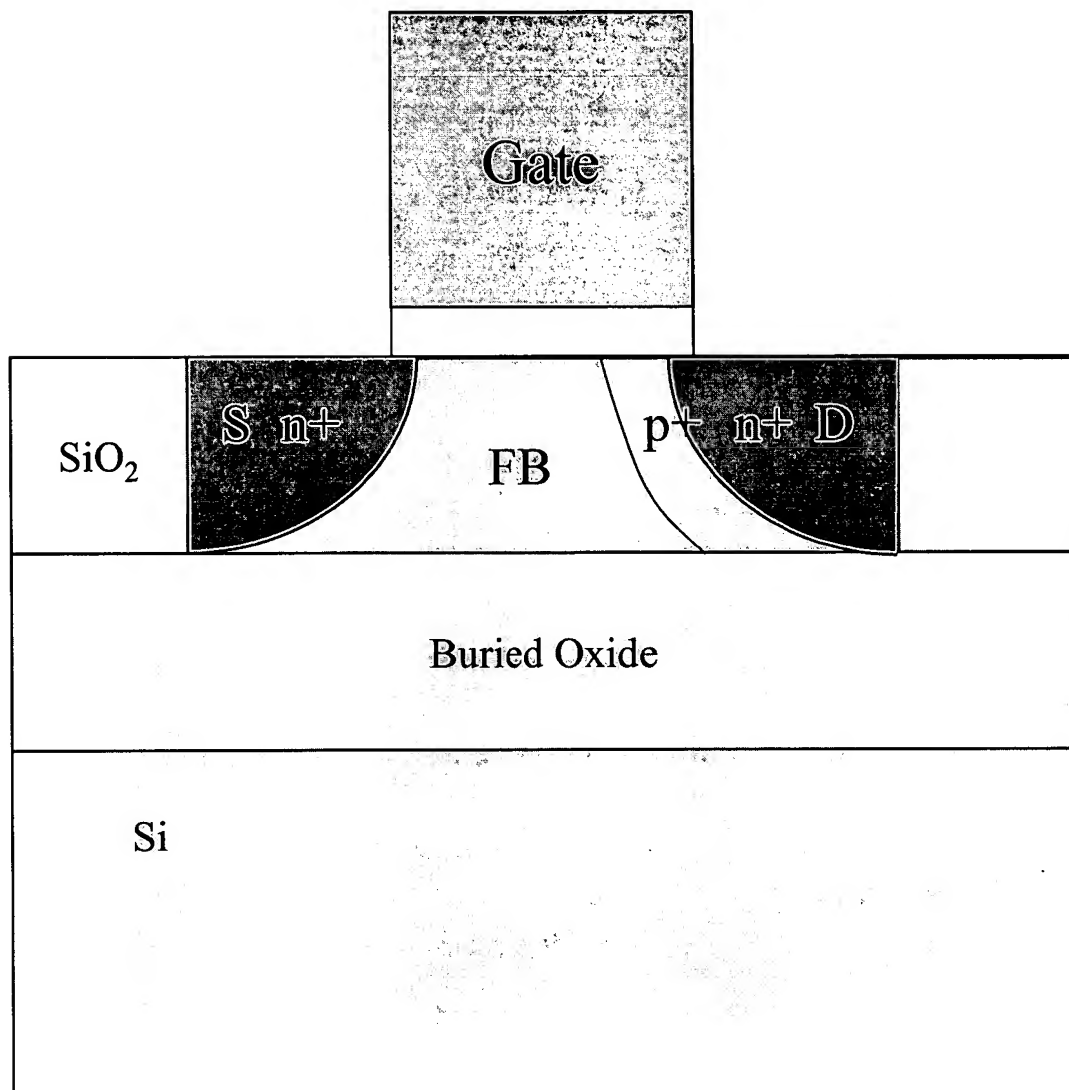 Gate
S n+
p+ n+ D
SiO₂
FB
Buried Oxide
Si